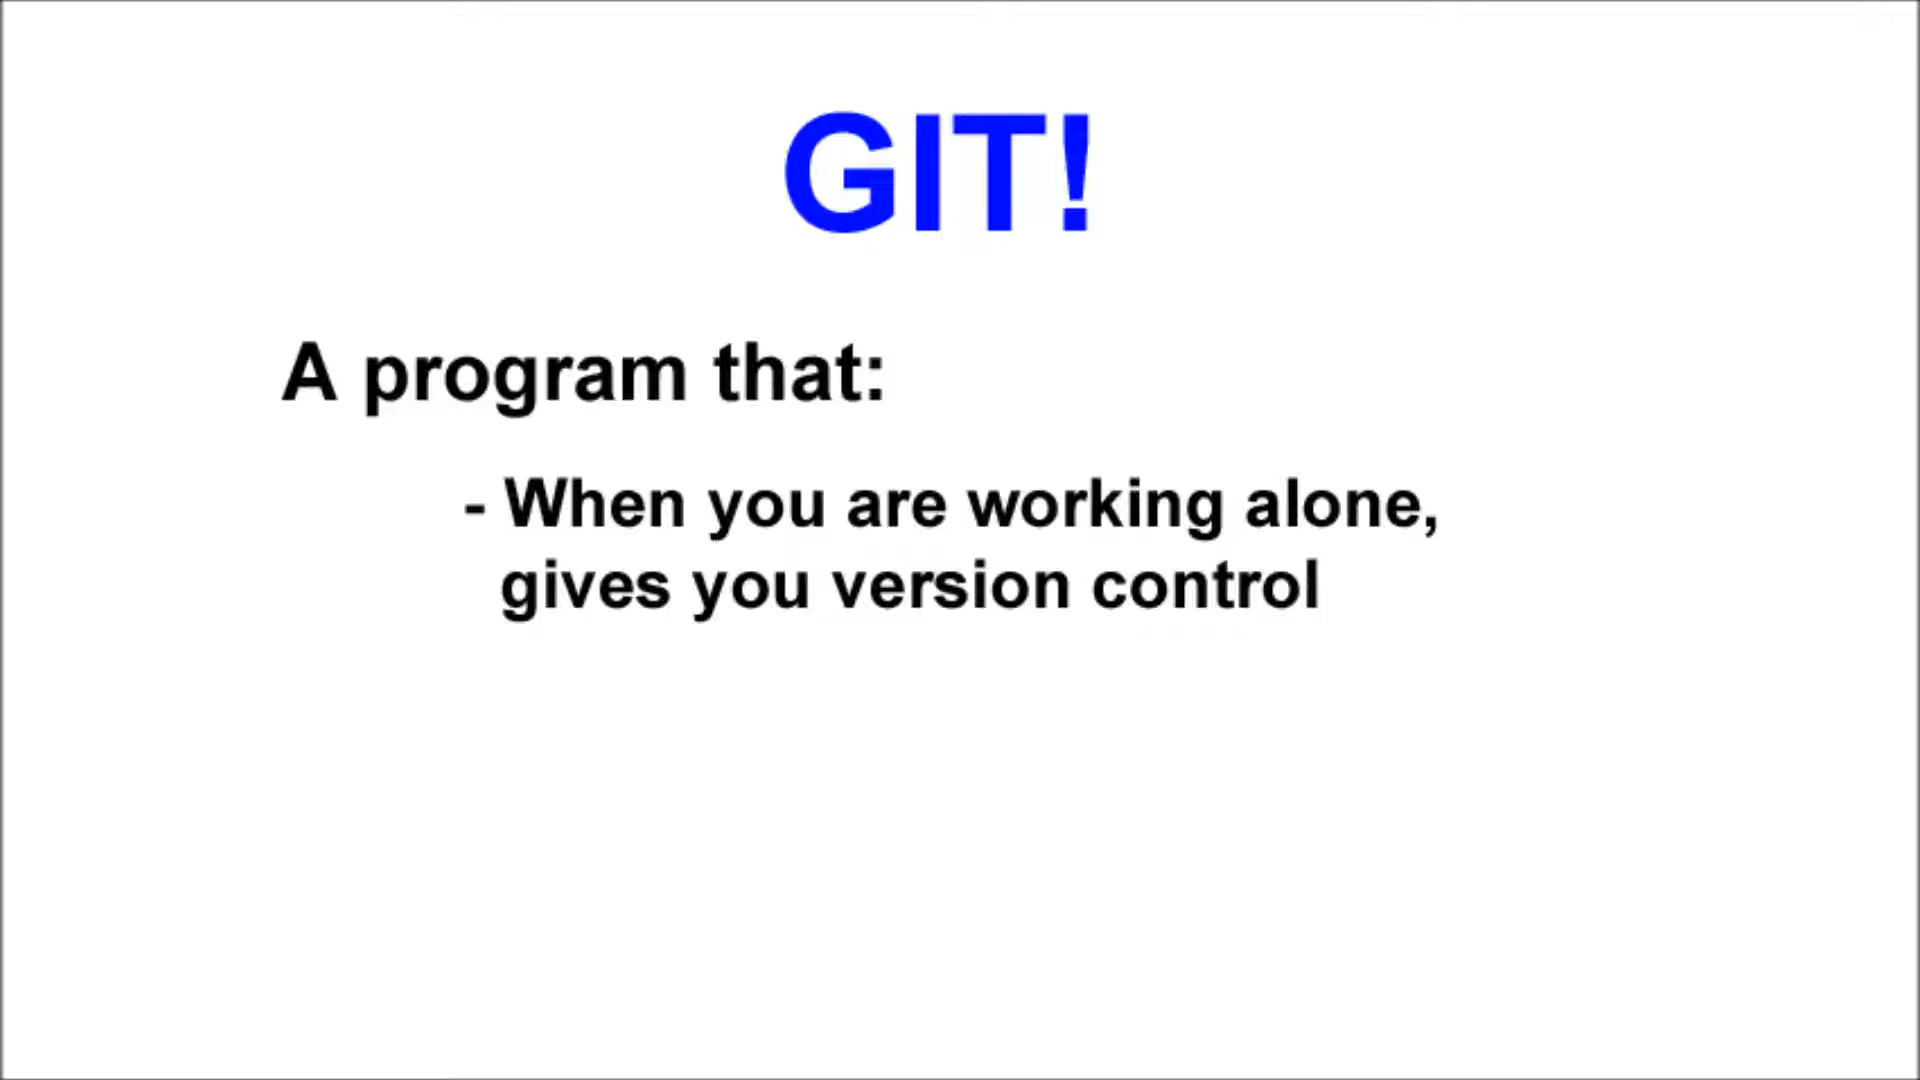 GIT!
A program that:
- When you are working alone,
gives you version control